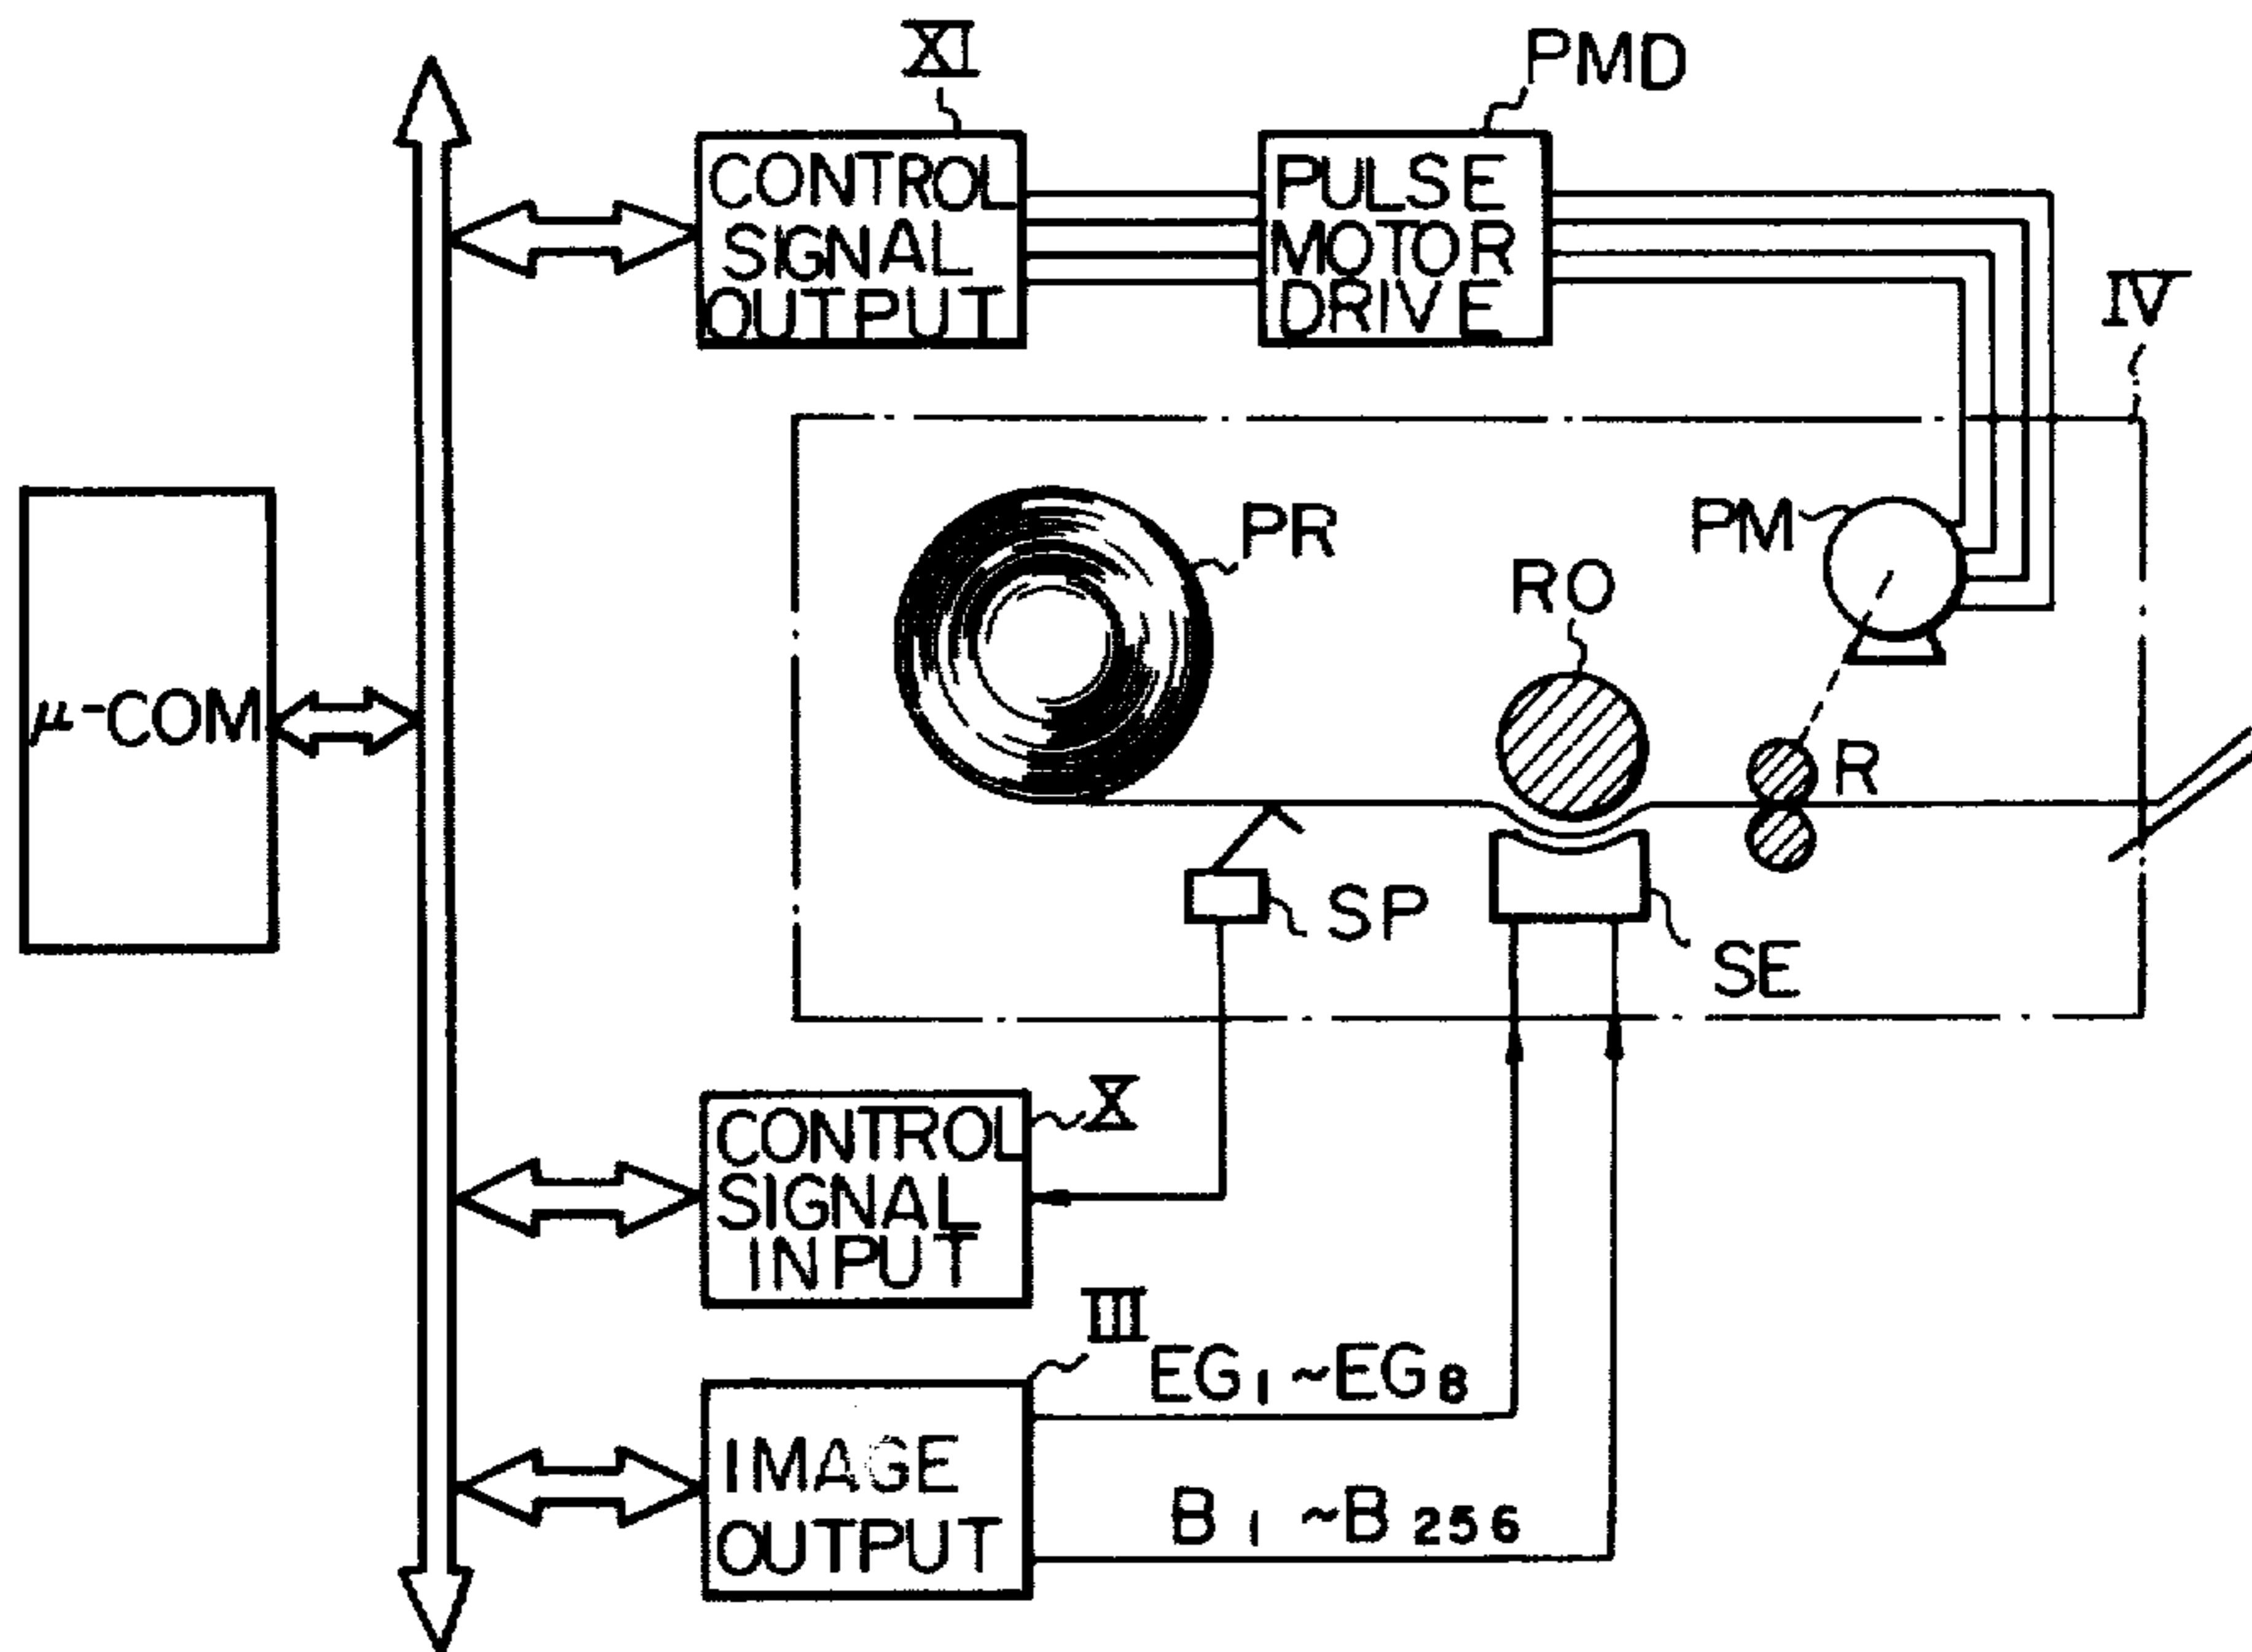 XI
PMD
CONTROL
SIGNAL
OUTPUT
PULSE
MOTOR
DRIVE
IV
PR
RO
PM
μ-COM
R
SP
SE
X
CONTROL
SIGNAL
INPUT
III
EG₁~EG₈
IMAGE
OUTPUT
B₁~B₂₅₆